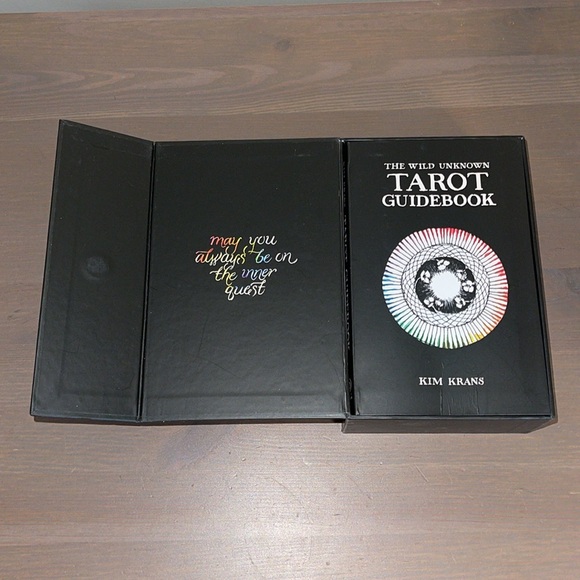 may you
always be on
the inner
quest
THE WILD UNKNOWN
TAROT
GUIDEBOOK
KIM KRANS